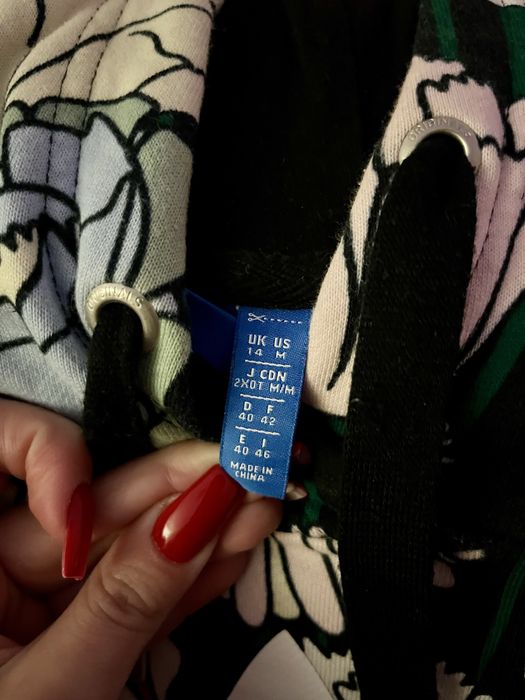 UK US
14 M
J CDN
2XOT M/M
D F
40 42
E I
40 46
MADE IN
CHINA